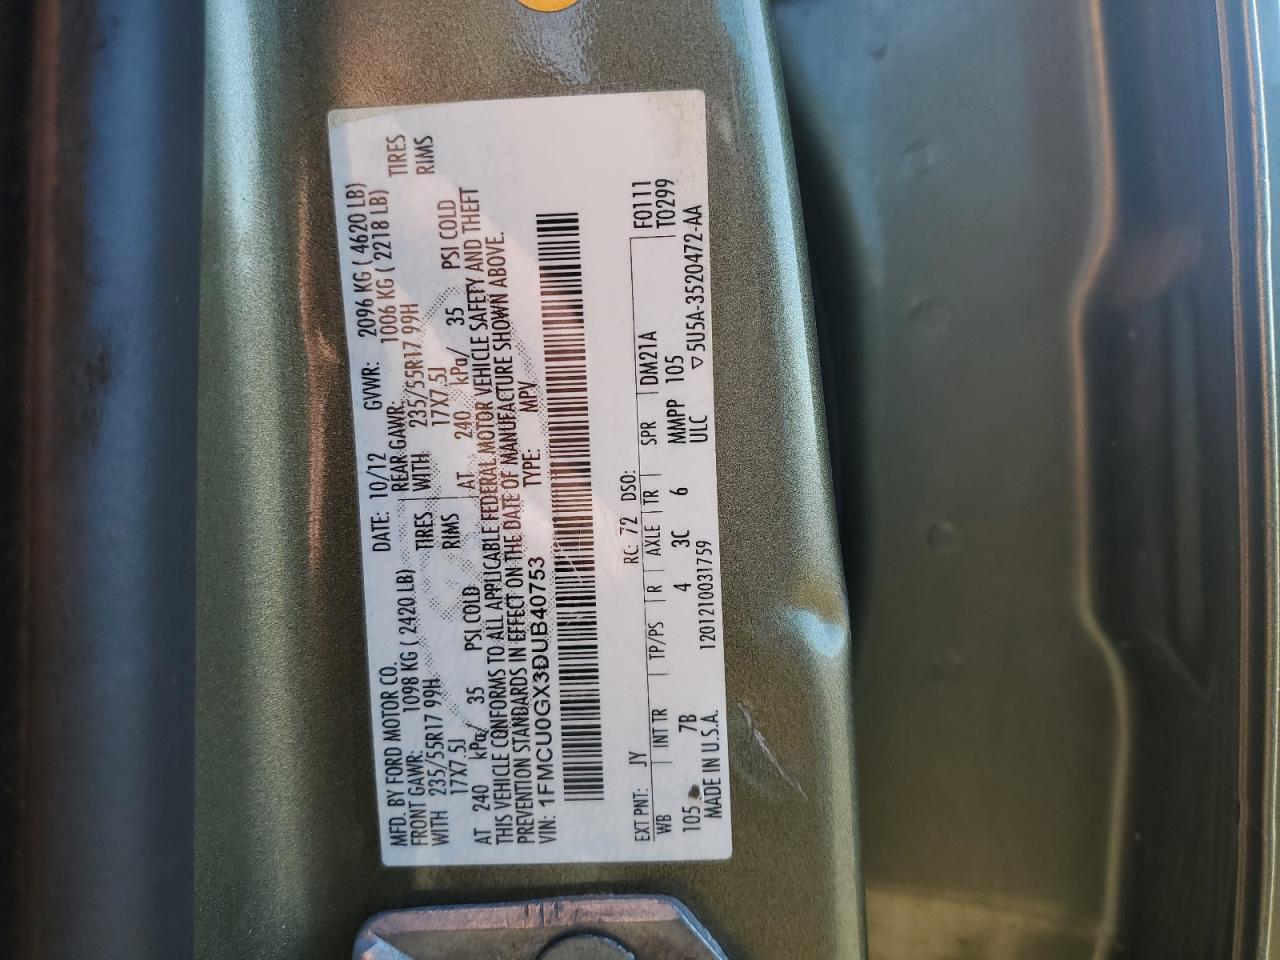 MFD. BY FORD MOTOR CO. DATE: 10/12 GVWR: 2096 KG ( 4620 LB)
FRONT GAWR: 1098 KG ( 2420 LB) REAR GAWR: 1006 KG ( 2218 LB)
WITH 235/55R17 99H TIRES WITH 235/55R17 99H TIRES
17X7.5J RIMS 17X7.5J RIMS
AT 240 kPa/ 35 PSI COLD AT 240 kPa/ 35 PSI COLD
THIS VEHICLE CONFORMS TO ALL APPLICABLE FEDERAL MOTOR VEHICLE SAFETY AND THEFT
PREVENTION STANDARDS IN EFFECT ON THE DATE OF MANUFACTURE SHOWN ABOVE.
VIN: 1FMCU0GX3DUB40753 TYPE: MPV
EXT PNT: JY RC: 72 DSO: F0111
WB INT TR TP/PS R AXLE TR SPR DM21A T0299
105 7B 4 3C 6 MMPP 105
MADE IN U.S.A. 1201210031759 ULC ▽5U5A-3520472-AA